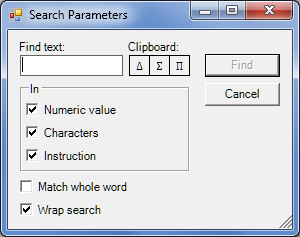 Search Parameters
Find text:
Clipboard:
Δ Σ Π
Find
Cancel
In
Numeric value
Characters
Instruction
Match whole word
Wrap search